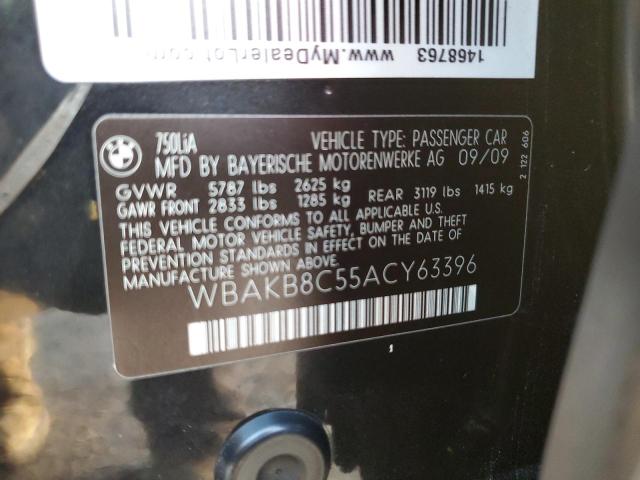 1468763
www.MyDealerLot.com
BMW
750LiA VEHICLE TYPE: PASSENGER CAR
MFD BY BAYERISCHE MOTORENWERKE AG 09/09
GVWR 5787 lbs 2625 kg
GAWR FRONT 2833 lbs 1285 kg REAR 3119 lbs 1415 kg
THIS VEHICLE CONFORMS TO ALL APPLICABLE U.S.
FEDERAL MOTOR VEHICLE SAFETY, BUMPER AND THEFT
PREVENTION STANDARDS IN EFFECT ON THE DATE OF
MANUFACTURE SHOWN ABOVE.
WBAKB8C55ACY63396
2 122 606